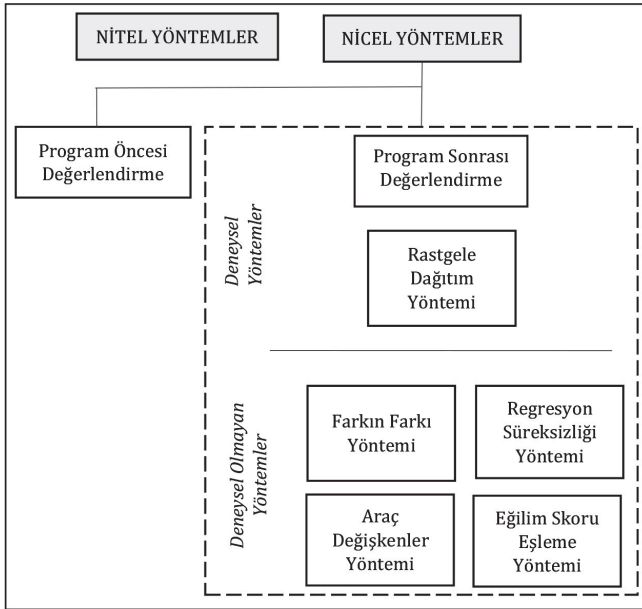 NİTEL YÖNTEMLER
NİCEL YÖNTEMLER
Program Öncesi
Değerlendirme
Program Sonrası
Değerlendirme
Deneysel
Yöntemler
Rastgele
Dağıtım
Yöntemi
Deneysel Olmayan
Yöntemler
Farkın Farkı
Yöntemi
Regresyon
Süreksizliği
Yöntemi
Araç
Değişkenler
Yöntemi
Eğilim Skoru
Eşleme
Yöntemi